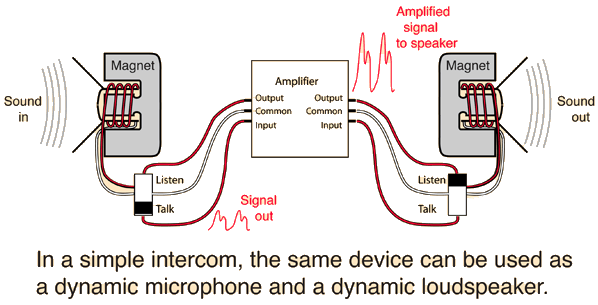 Amplified
signal
to speaker
Magnet
Magnet
Sound
in
Amplifier
Sound
out
Output Output
Common Common
Input Input
Listen
Talk
Signal
out
Listen
Talk
In a simple intercom, the same device can be used as
a dynamic microphone and a dynamic loudspeaker.